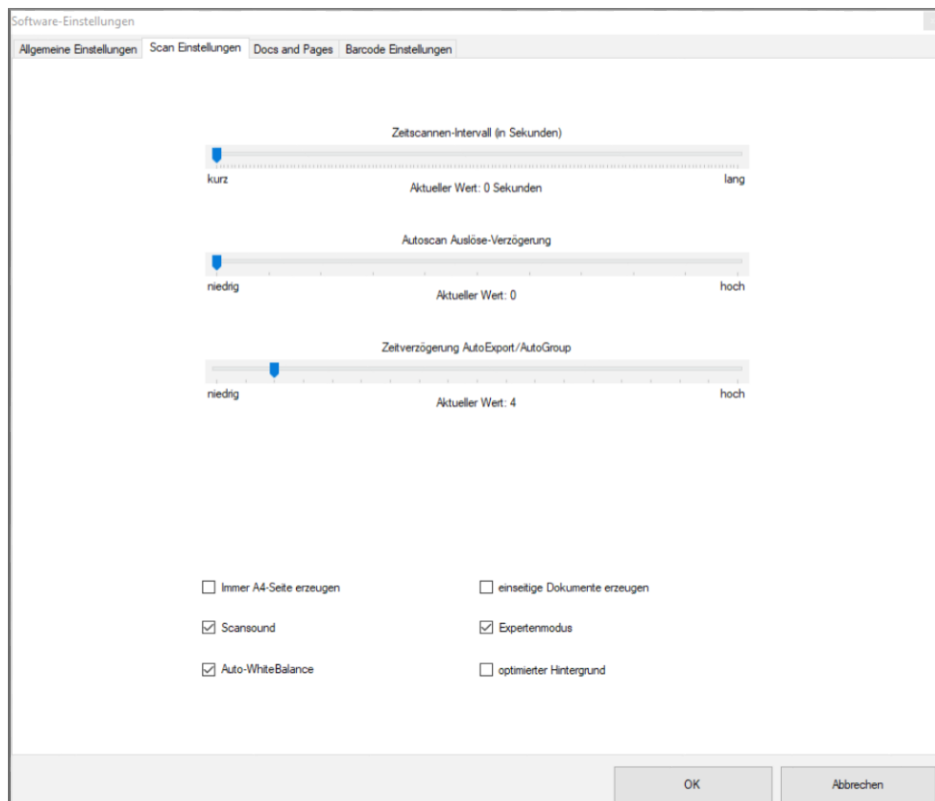 Software-Einstellungen
Allgemeine Einstellungen Scan Einstellungen Docs and Pages Barcode Einstellungen
Zeitscannen-Intervall (in Sekunden)
kurz lang
Aktueller Wert: 0 Sekunden
Autoscan Auslöse-Verzögerung
niedrig hoch
Aktueller Wert: 0
Zeitverzögerung AutoExport/AutoGroup
niedrig hoch
Aktueller Wert: 4
Immer A4-Seite erzeugen einseitige Dokumente erzeugen
Scansound Expertenmodus
Auto-WhiteBalance optimierter Hintergrund
OK Abbrechen